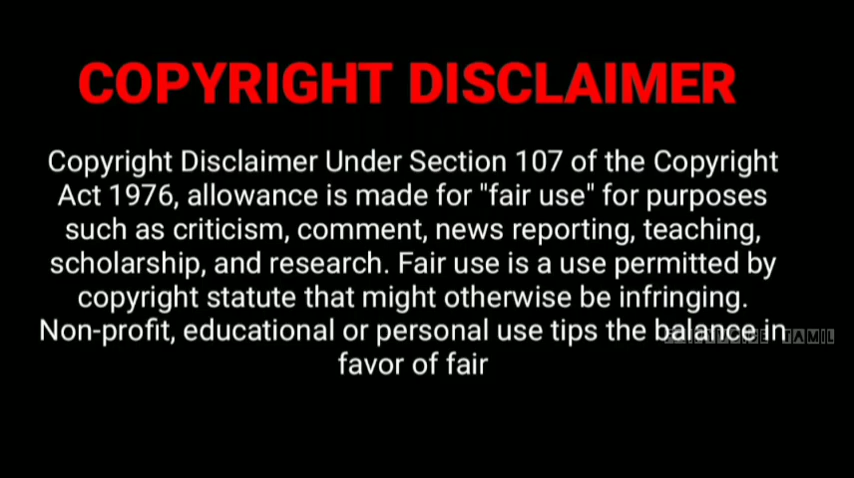 COPYRIGHT DISCLAIMER
Copyright Disclaimer Under Section 107 of the Copyright
Act 1976, allowance is made for "fair use" for purposes
such as criticism, comment, news reporting, teaching,
scholarship, and research. Fair use is a use permitted by
copyright statute that might otherwise be infringing.
Non-profit, educational or personal use tips the balance in
TAMIL
favor of fair